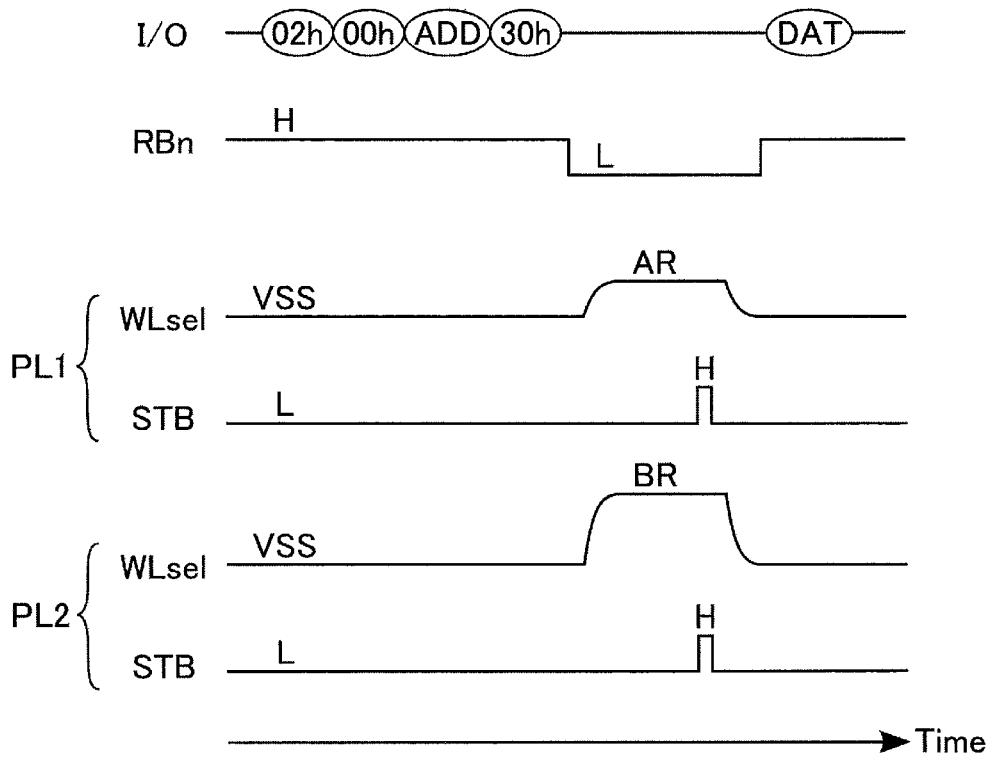 I/O 02h 00h ADD 30h DAT
H
RBn L
AR
VSS
WLsel
PL1
H
L
STB
BR
VSS
WLsel
PL2
H
L
STB
Time